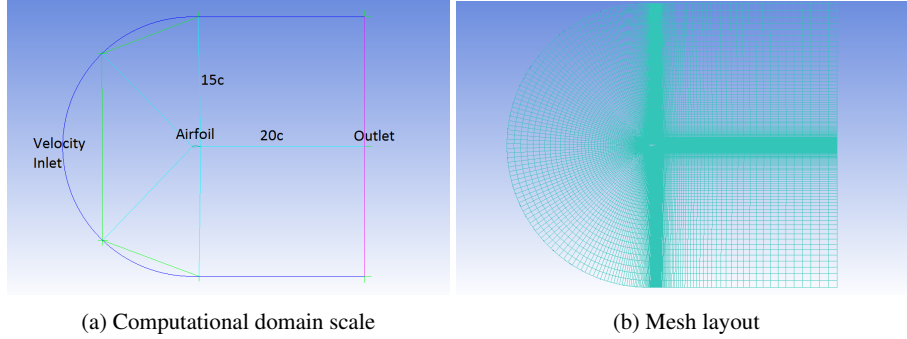 15c
Airfoil
20c
Outlet
Velocity
Inlet
(a) Computational domain scale
(b) Mesh layout